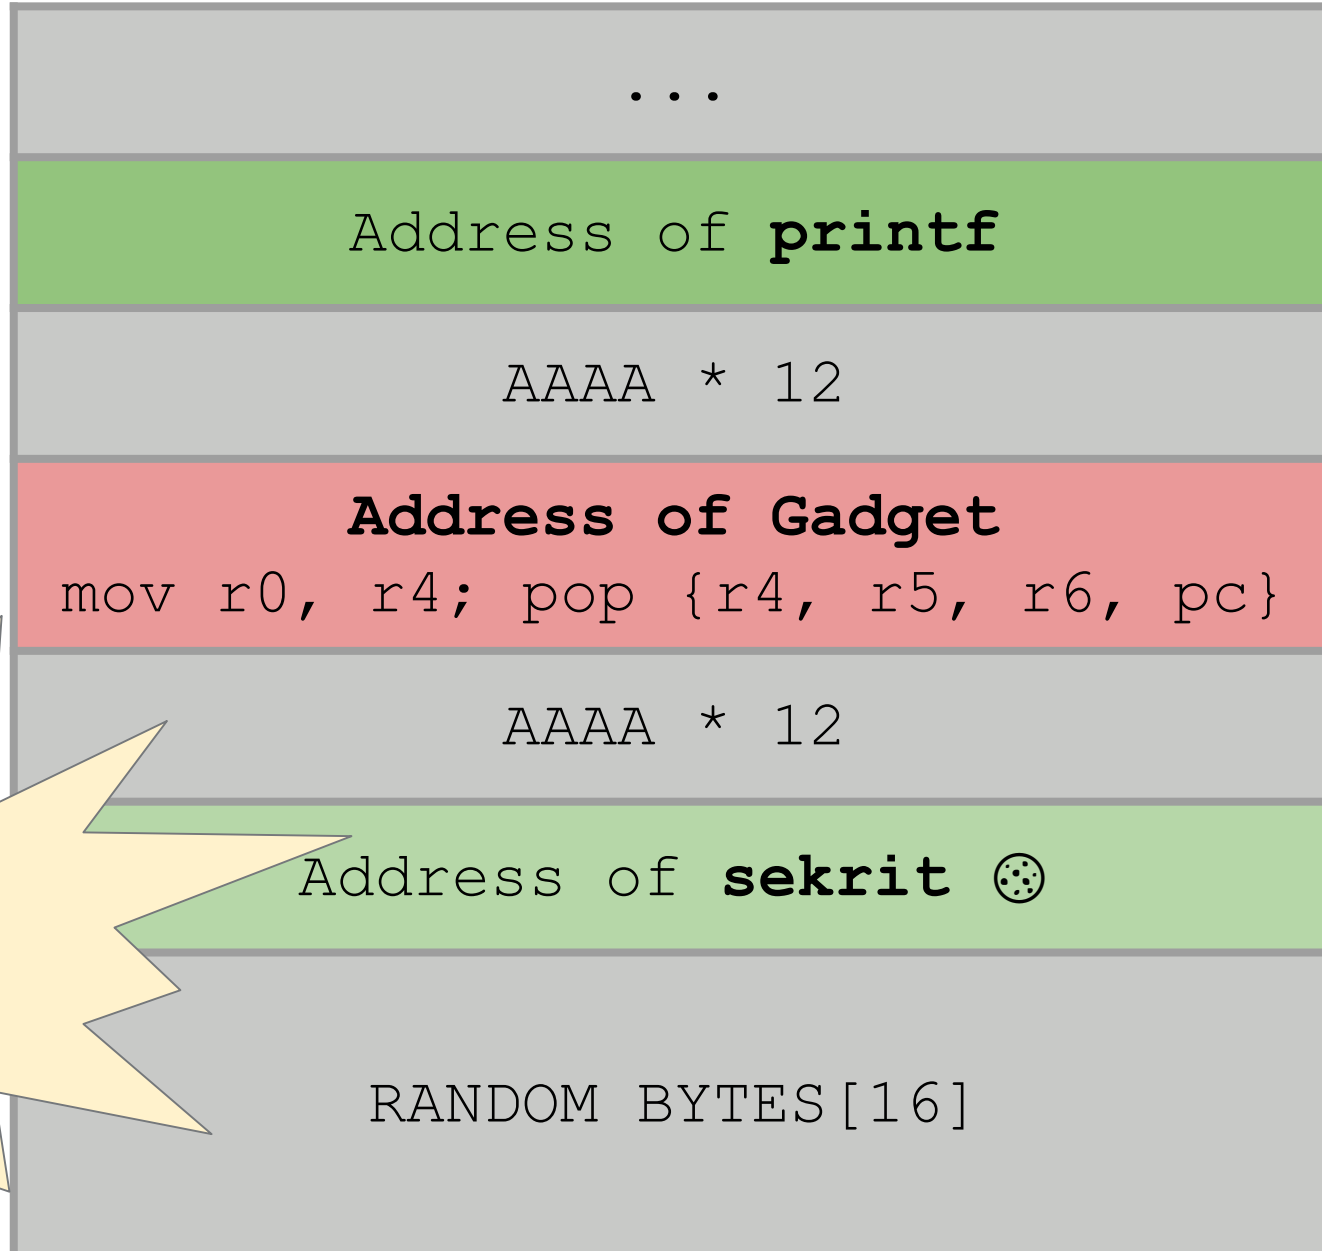 ...
Address of printf
AAAA * 12
Address of Gadget
mov r0, r4; pop {r4, r5, r6, pc}
AAAA * 12
Address of sekrit 🍪
RANDOM BYTES[16]